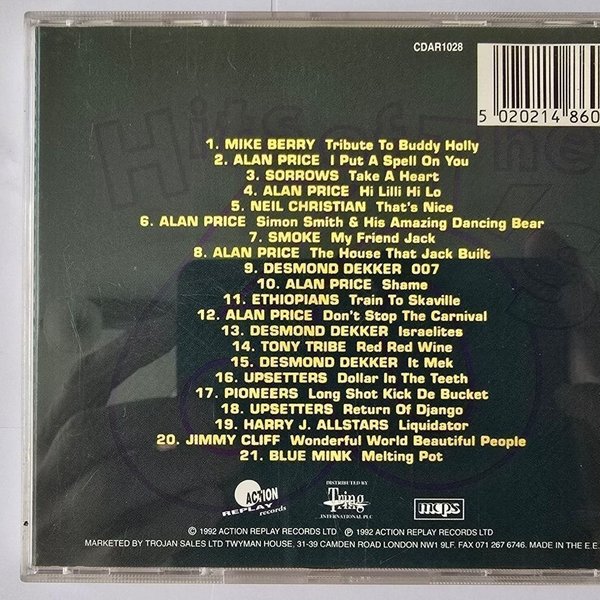 CDAR1028
5 020214 860
Hits of The
60's
1. MIKE BERRY Tribute To Buddy Holly
2. ALAN PRICE I Put A Spell On You
3. SORROWS Take A Heart
4. ALAN PRICE Hi Lilli Hi Lo
5. NEIL CHRISTIAN That's Nice
6. ALAN PRICE Simon Smith & His Amazing Dancing Bear
7. SMOKE My Friend Jack
8. ALAN PRICE The House That Jack Built
9. DESMOND DEKKER 007
10. ALAN PRICE Shame
11. ETHIOPIANS Train To Skaville
12. ALAN PRICE Don't Stop The Carnival
13. DESMOND DEKKER Israelites
14. TONY TRIBE Red Red Wine
15. DESMOND DEKKER It Mek
16. UPSETTERS Dollar In The Teeth
17. PIONEERS Long Shot Kick De Bucket
18. UPSETTERS Return Of Django
19. HARRY J. ALLSTARS Liquidator
20. JIMMY CLIFF Wonderful World Beautiful People
21. BLUE MINK Melting Pot
ACTION REPLAY records
DISTRIBUTED BY
Tring
INTERNATIONAL PLC
mcps
© 1992 ACTION REPLAY RECORDS LTD ℗ 1992 ACTION REPLAY RECORDS LTD
MARKETED BY TROJAN SALES LTD TWYMAN HOUSE, 31-39 CAMDEN ROAD LONDON NW1 9LF. FAX 071 267 6746. MADE IN THE E.E.